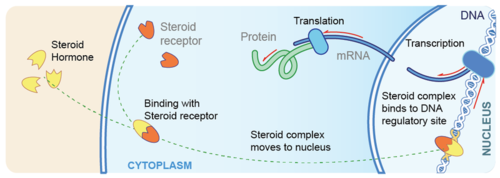 Steroid
Hormone
Steroid
receptor
Binding with
Steroid receptor
CYTOPLASM
Steroid complex
moves to nucleus
Protein
Translation
mRNA
DNA
Transcription
Steroid complex
binds to DNA
regulatory site
NUCLEUS